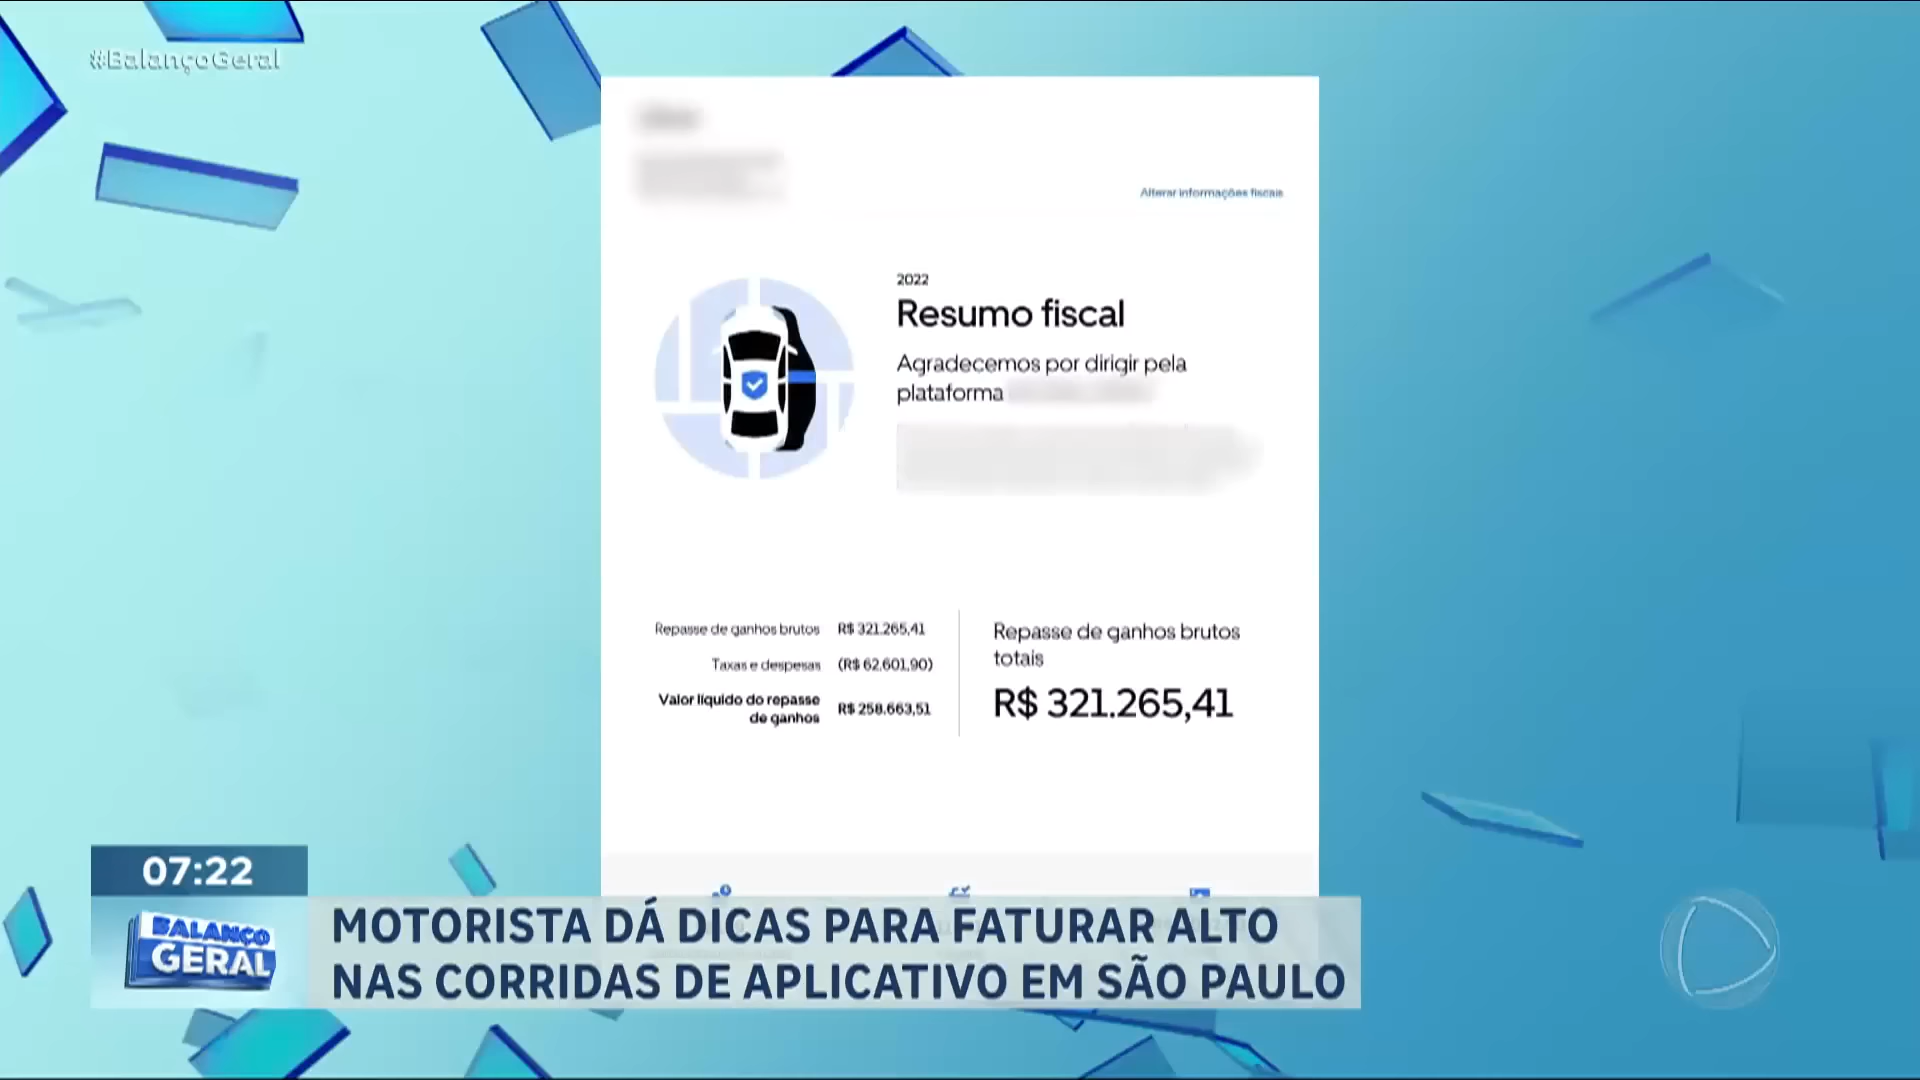 #BalançoGeral
Alterar informações fiscais
2022
Resumo fiscal
Agradecemos por dirigir pela
plataforma
Repasse de ganhos brutos R$ 321.265,41
Taxas e despesas (R$ 62.601,90)
Valor líquido do repasse
de ganhos R$ 258.663,51
Repasse de ganhos brutos
totais
R$ 321.265,41
07:22
BALANÇO
GERAL
MOTORISTA DÁ DICAS PARA FATURAR ALTO
NAS CORRIDAS DE APLICATIVO EM SÃO PAULO